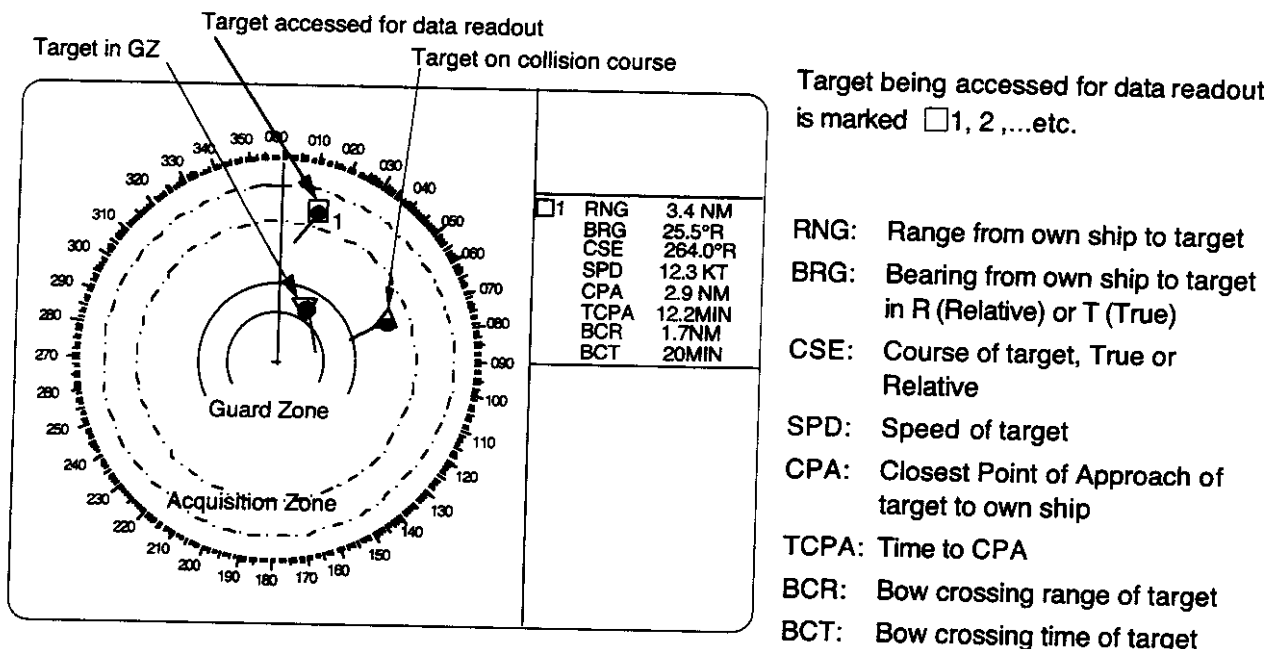 Target accessed for data readout
Target in GZ
Target on collision course
000
010
020
030
040
050
060
070
080
090
100
110
120
130
140
150
160
170
180
190
200
210
220
230
240
250
260
270
280
290
300
310
320
330
340
350
1
Guard Zone
Acquisition Zone
□1 RNG 3.4 NM
BRG 25.5°R
CSE 264.0°R
SPD 12.3 KT
CPA 2.9 NM
TCPA 12.2MIN
BCR 1.7NM
BCT 20MIN
Target being accessed for data readout
is marked □1, 2 ,...etc.
RNG: Range from own ship to target
BRG: Bearing from own ship to target
in R (Relative) or T (True)
CSE: Course of target, True or
Relative
SPD: Speed of target
CPA: Closest Point of Approach of
target to own ship
TCPA: Time to CPA
BCR: Bow crossing range of target
BCT: Bow crossing time of target